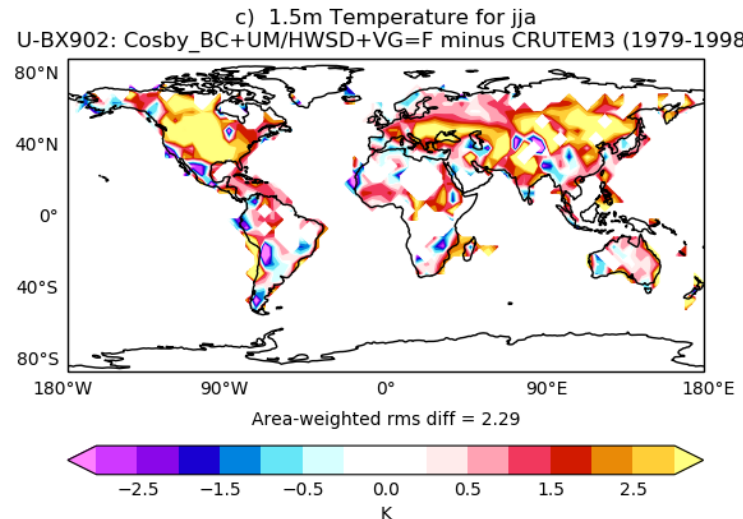 c) 1.5m Temperature for jja
U-BX902: Cosby_BC+UM/HWSD+VG=F minus CRUTEM3 (1979-1998
80°N
40°N
0°
40°S
80°S
180°W 90°W 0° 90°E 180°E
Area-weighted rms diff = 2.29
−2.5 −1.5 −0.5 0.0 0.5 1.5 2.5
K